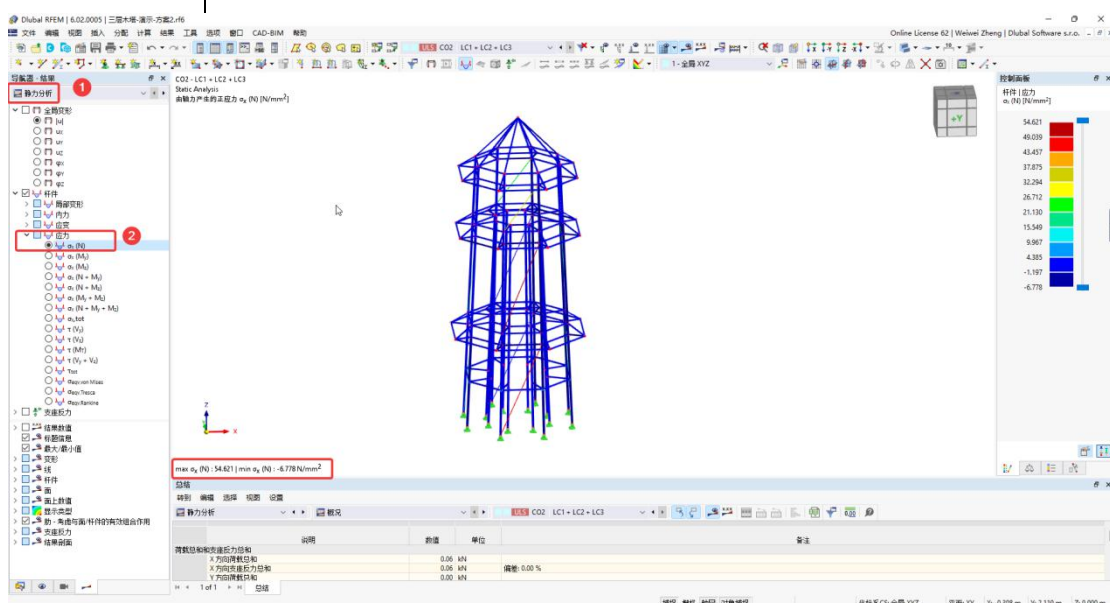 Dlubal RFEM | 6.02.0005 | 三层木塔-演示-方案2.rf6
文件 编辑 视图 插入 分配 计算 结果 工具 选项 窗口 CAD-BIM 帮助
Online License 62 | Weiwei Zheng | Dlubal Software s.r.o.
ULS CO2 LC1 + LC2 + LC3
1 - 全局 XYZ
导航器 - 结果
静力分析
1
全局变形
|u|
ux
uY
uz
φx
φY
φz
杆件
局部变形
内力
应变
应力
2
σx (N)
σx (My)
σx (Mz)
σx (N + My)
σx (N + Mz)
σx (My + Mz)
σx (N + My + Mz)
σx,tot
τ (Vy)
τ (Vz)
τ (MT)
τ (Vy + Vz)
τtot
σeqv,von Mises
σeqv,Tresca
σeqv,Rankine
支座反力
结果数值
标题信息
最大/最小值
变形
线
杆件
面
面上数值
显示类型
肋 - 考虑与面/杆件的有效组合作用
支座反力
结果剖面
CO2 - LC1 + LC2 + LC3
Static Analysis
由轴力产生的正应力 σx (N) [N/mm²]
+Y
Z
X
max σx (N) : 54.621 | min σx (N) : -6.778 N/mm²
控制面板
杆件 | 应力
σx (N) [N/mm²]
54.621
49.039
43.457
37.875
32.294
26.712
21.130
15.549
9.967
4.385
-1.197
-6.778
总结
转到 编辑 选择 视图 设置
静力分析 概况 ULS CO2 LC1 + LC2 + LC3
说明 数值 单位 备注
荷载总和和支座反力总和
X 方向荷载总和 0.06 kN
X 方向支座反力总和 0.06 kN 偏差: 0.00 %
Y 方向荷载总和 0.00 kN
1 of 1 总结